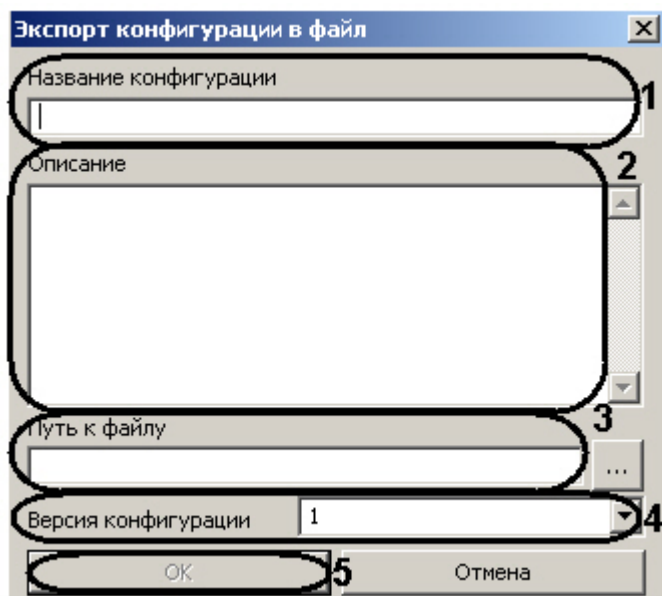 Экспорт конфигурации в файл
Название конфигурации
1
Описание
2
Путь к файлу
3
...
Версия конфигурации 1
4
OK
5
Отмена